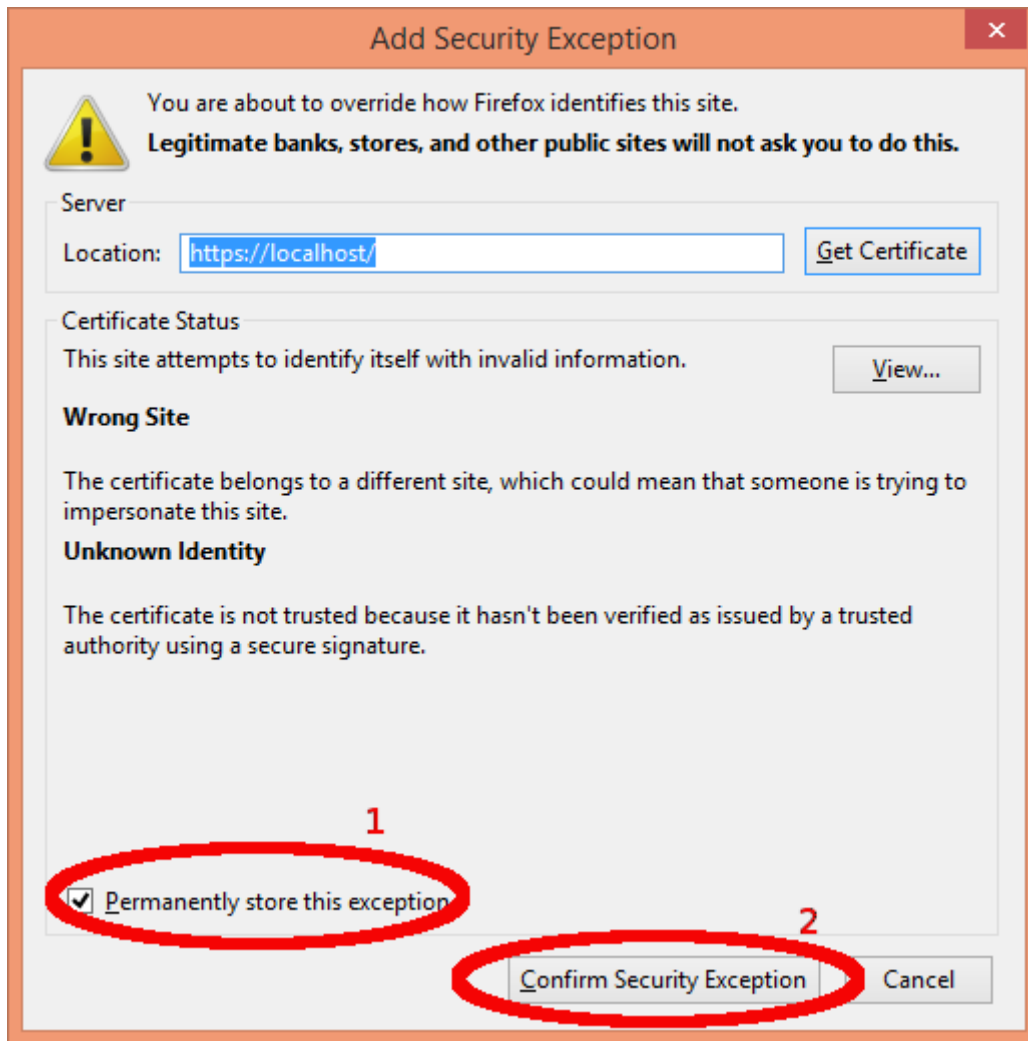 Add Security Exception
You are about to override how Firefox identifies this site.
Legitimate banks, stores, and other public sites will not ask you to do this.
Server
Location: https://localhost/ Get Certificate
Certificate Status
This site attempts to identify itself with invalid information.
View...
Wrong Site
The certificate belongs to a different site, which could mean that someone is trying to
impersonate this site.
Unknown Identity
The certificate is not trusted because it hasn't been verified as issued by a trusted
authority using a secure signature.
1
Permanently store this exception
2
Confirm Security Exception Cancel